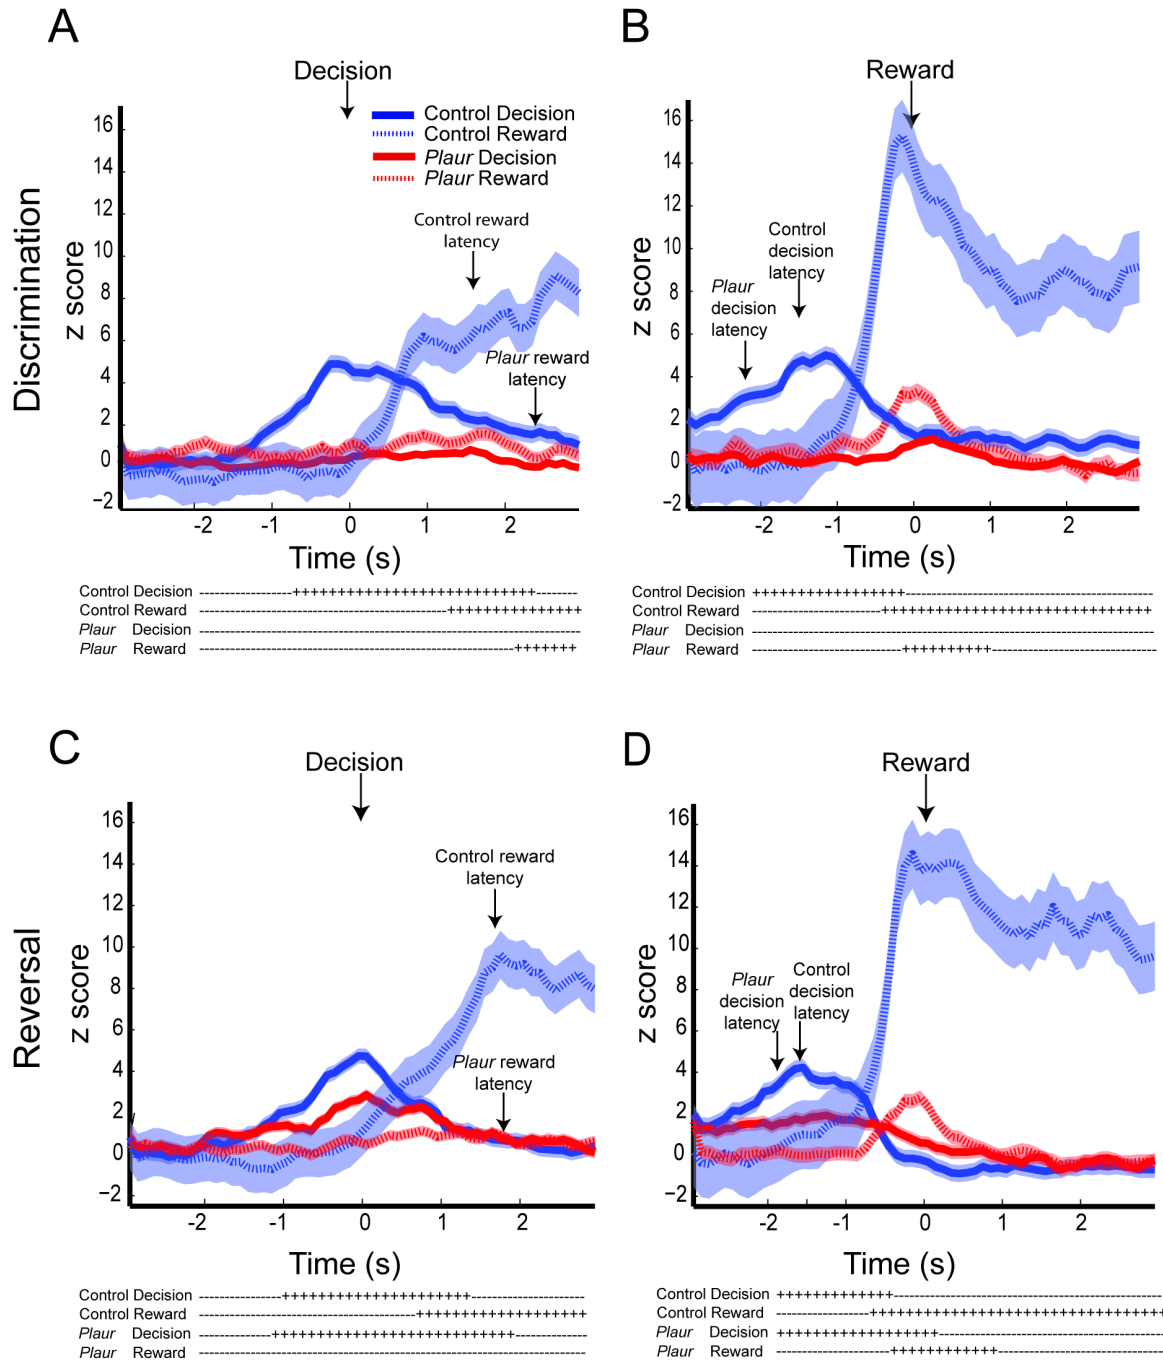 A
Decision
Control Decision
Control Reward
Plaur Decision
Plaur Reward
Control reward
latency
Plaur reward
latency
Discrimination
z score
16
14
12
10
8
6
4
2
0
−2
-2 -1 0 1 2
Time (s)
Control Decision ----------------++++++++++++++++++++++++++-------
Control Reward ------------------------------------------++++++++++++++
Plaur Decision ----------------------------------------------------------------
Plaur Reward -----------------------------------------------------+++++++
B
Reward
Control
decision
latency
Plaur
decision
latency
z score
16
14
12
10
8
6
4
2
0
−2
-2 -1 0 1 2
Time (s)
Control Decision +++++++++++++++++-----------------------------------------
Control Reward ----------------------++++++++++++++++++++++++++++++
Plaur Decision -------------------------------------------------------------------
Plaur Reward -------------------------++++++++++---------------------------
C
Decision
Control reward
latency
Plaur reward
latency
Reversal
z score
16
14
12
10
8
6
4
2
0
−2
-2 -1 0 1 2
Time (s)
Control Decision --------------+++++++++++++++++++++-------------------
Control Reward ------------------------------------+++++++++++++++++++
Plaur Decision ------------+++++++++++++++++++++++++++------------
Plaur Reward -----------------------------------------------------------------
D
Reward
Plaur
decision
latency
Control
decision
latency
z score
16
14
12
10
8
6
4
2
0
−2
-2 -1 0 1 2
Time (s)
Control Decision +++++++++++++---------------------------------------------
Control Reward ----------------+++++++++++++++++++++++++++++++++
Plaur Decision ++++++++++++++++++--------------------------------------
Plaur Reward -------------------++++++++++++----------------------------